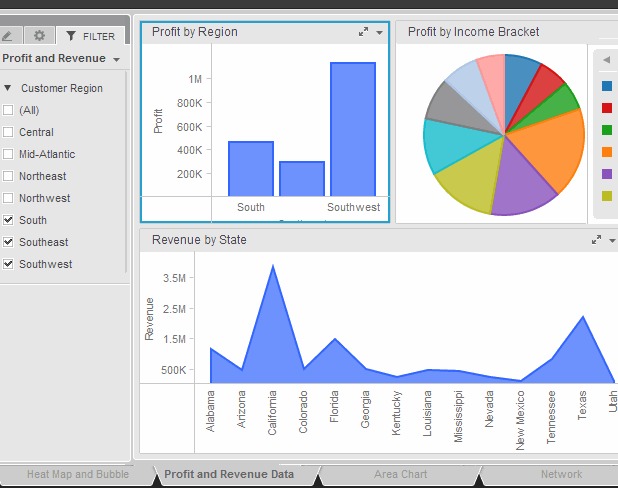 FILTER
Profit and Revenue
Customer Region
(All)
Central
Mid-Atlantic
Northeast
Northwest
South
Southeast
Southwest
Profit by Region
Profit
1M
800K
600K
400K
200K
South
Southwest
Profit by Income Bracket
Revenue by State
Revenue
3.5M
2.5M
1.5M
500K
Alabama
Arizona
California
Colorado
Florida
Georgia
Kentucky
Louisiana
Mississippi
Nevada
New Mexico
Tennessee
Texas
Utah
Heat Map and Bubble
Profit and Revenue Data
Area Chart
Network